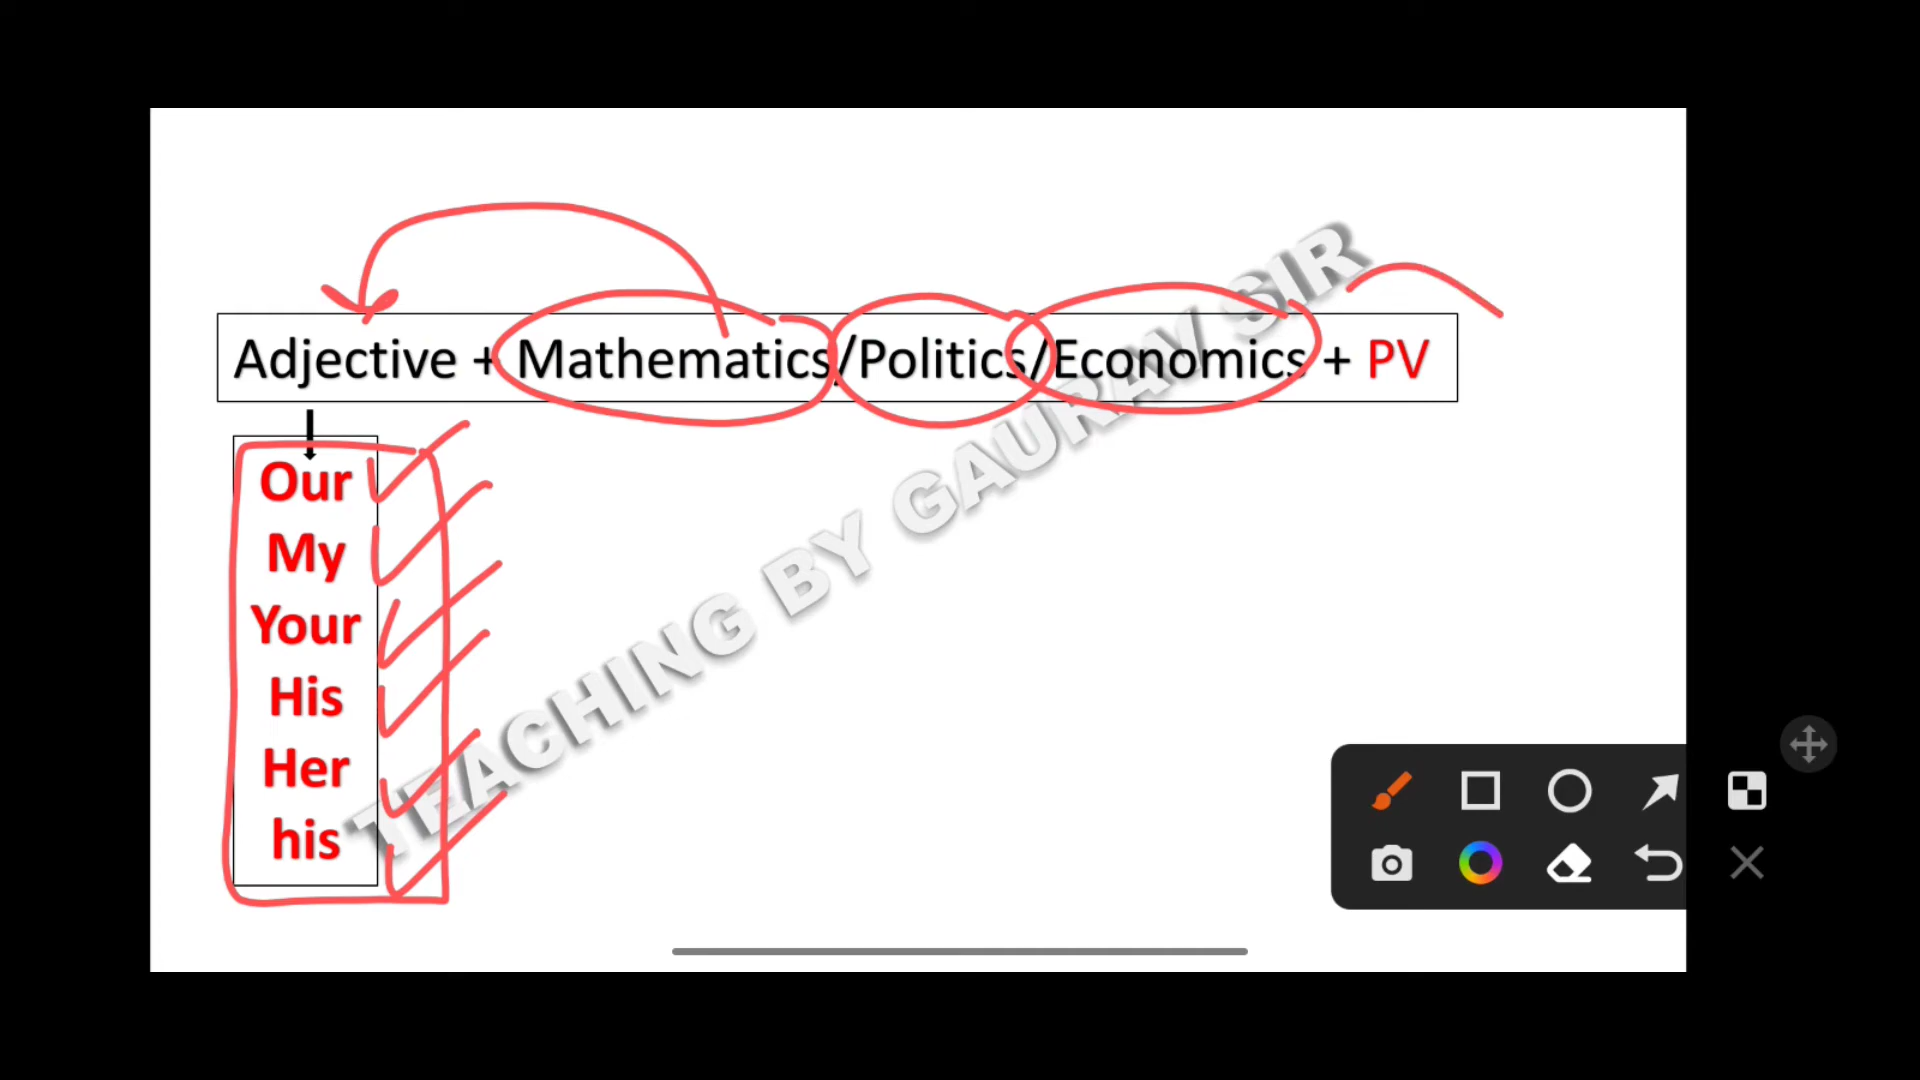 Adjective + Mathematics/Politics/Economics + PV
Our
My
Your
His
Her
his
TEACHING BY GAURAV SIR